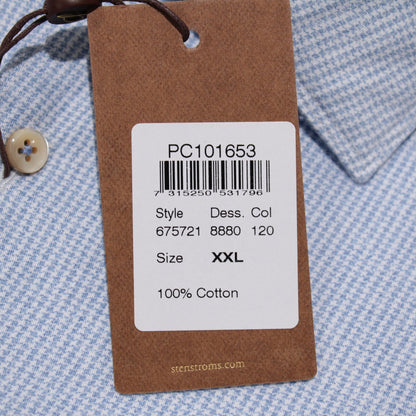 PC101653
7 315250 531796
Style Dess. Col
675721 8880 120
Size XXL
100% Cotton
stenstroms.com